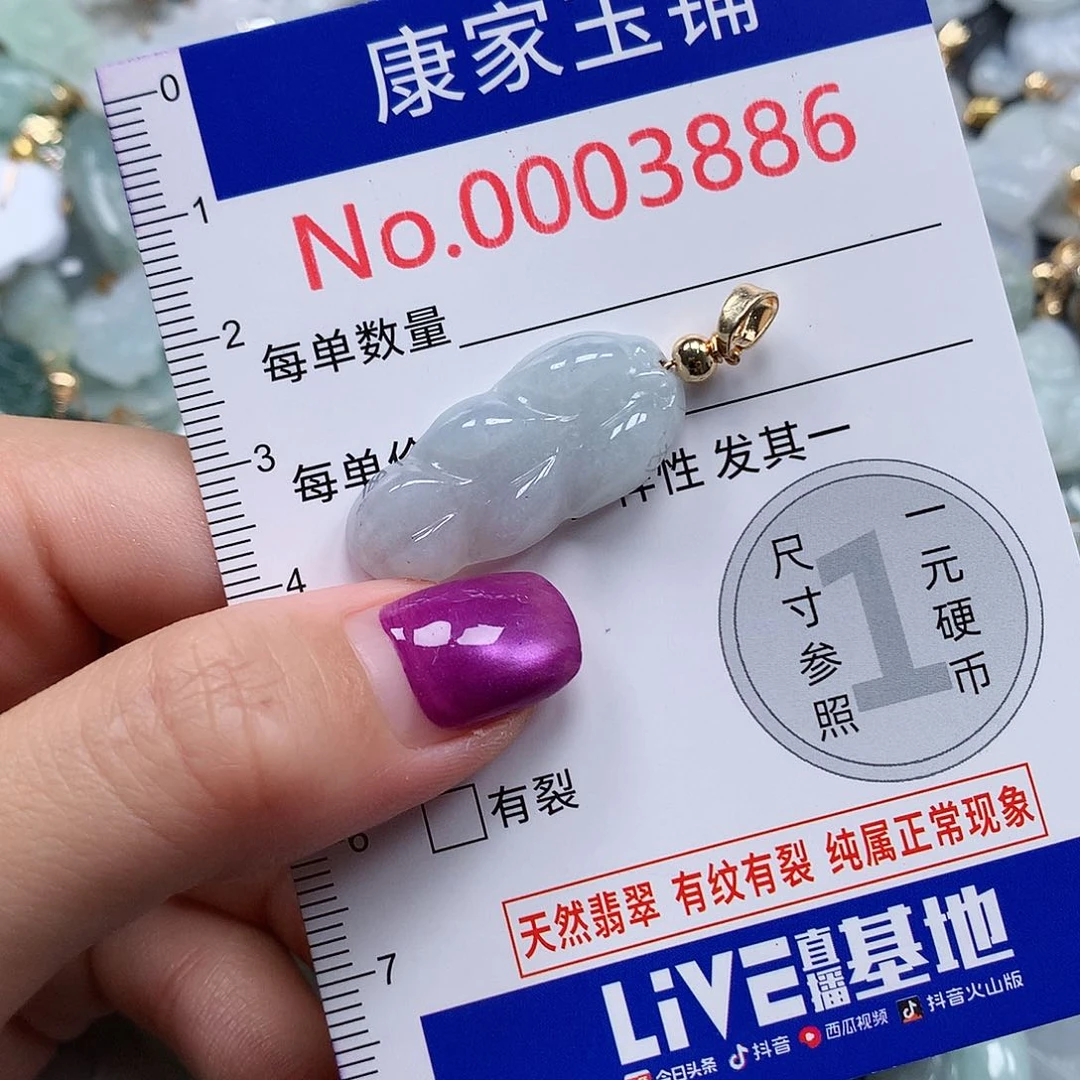 康家玉铺
0
No.0003886
1
2
每单数量
3
每单价
性 发其一
4
尺寸参照
1
一元硬币
6
有裂
天然翡翠 有纹有裂 纯属正常现象
7
LiVE直播基地
今日头条 抖音 西瓜视频 抖音火山版